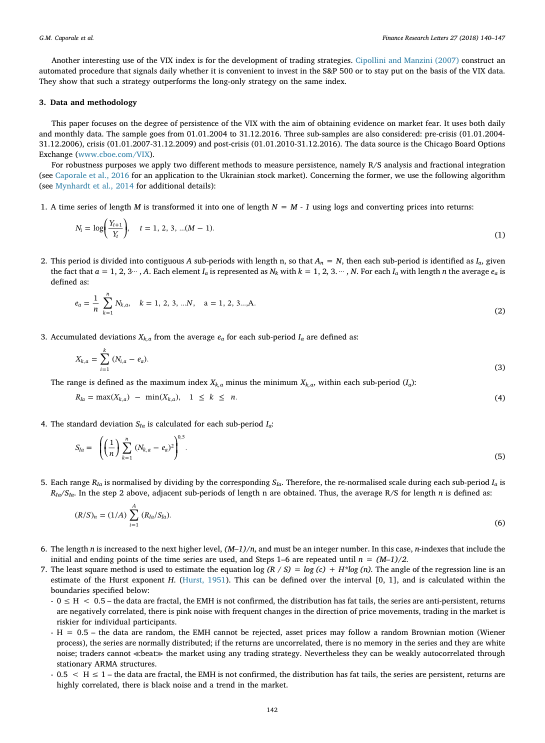 G.M. Caporale et al.
Finance Research Letters 27 (2018) 140–147
Another interesting use of the VIX index is for the development of trading strategies. Cipollini and Manzini (2007) construct an
automated procedure that signals daily whether it is convenient to invest in the S&P 500 or to stay put on the basis of the VIX data.
They show that such a strategy outperforms the long-only strategy on the same index.
3. Data and methodology
This paper focuses on the degree of persistence of the VIX with the aim of obtaining evidence on market fear. It uses both daily
and monthly data. The sample goes from 01.01.2004 to 31.12.2016. Three sub-samples are also considered: pre-crisis (01.01.2004-
31.12.2006), crisis (01.01.2007-31.12.2009) and post-crisis (01.01.2010-31.12.2016). The data source is the Chicago Board Options
Exchange (www.cboe.com/VIX).
For robustness purposes we apply two different methods to measure persistence, namely R/S analysis and fractional integration
(see Caporale et al., 2016 for an application to the Ukrainian stock market). Concerning the former, we use the following algorithm
(see Mynhardt et al., 2014 for additional details):
1. A time series of length M is transformed it into one of length N = M - 1 using logs and converting prices into returns:
N_i = log(Y_{t+1} / Y_t), t = 1, 2, 3, ...(M − 1). (1)
2. This period is divided into contiguous A sub-periods with length n, so that A_n = N, then each sub-period is identified as I_a, given
the fact that a = 1, 2, 3···, A. Each element I_a is represented as N_k with k = 1, 2, 3.···, N. For each I_a with length n the average e_a is
defined as:
e_a = 1/n ∑_{k=1}^{n} N_{k,a}, k = 1, 2, 3, ...N, a = 1, 2, 3...,A. (2)
3. Accumulated deviations X_{k,a} from the average e_a for each sub-period I_a are defined as:
X_{k,a} = ∑_{i=1}^{k} (N_{i,a} − e_a). (3)
The range is defined as the maximum index X_{k,a} minus the minimum X_{k,a}, within each sub-period (I_a):
R_{Ia} = max(X_{k,a}) − min(X_{k,a}), 1 ≤ k ≤ n. (4)
4. The standard deviation S_{Ia} is calculated for each sub-period I_a:
S_{Ia} = ((1/n) ∑_{k=1}^{n} (N_{k,a} − e_a)²)^{0,5}. (5)
5. Each range R_{Ia} is normalised by dividing by the corresponding S_{Ia}. Therefore, the re-normalised scale during each sub-period I_a is
R_{Ia}/S_{Ia}. In the step 2 above, adjacent sub-periods of length n are obtained. Thus, the average R/S for length n is defined as:
(R/S)_n = (1/A) ∑_{i=1}^{A} (R_{Ia}/S_{Ia}). (6)
6. The length n is increased to the next higher level, (M–1)/n, and must be an integer number. In this case, n-indexes that include the
initial and ending points of the time series are used, and Steps 1–6 are repeated until n = (M–1)/2.
7. The least square method is used to estimate the equation log (R / S) = log (c) + H*log (n). The angle of the regression line is an
estimate of the Hurst exponent H. (Hurst, 1951). This can be defined over the interval [0, 1], and is calculated within the
boundaries specified below:
- 0 ≤ H < 0.5 – the data are fractal, the EMH is not confirmed, the distribution has fat tails, the series are anti-persistent, returns
are negatively correlated, there is pink noise with frequent changes in the direction of price movements, trading in the market is
riskier for individual participants.
- H = 0.5 – the data are random, the EMH cannot be rejected, asset prices may follow a random Brownian motion (Wiener
process), the series are normally distributed; if the returns are uncorrelated, there is no memory in the series and they are white
noise; traders cannot «beat» the market using any trading strategy. Nevertheless they can be weakly autocorrelated through
stationary ARMA structures.
- 0.5 < H ≤ 1 – the data are fractal, the EMH is not confirmed, the distribution has fat tails, the series are persistent, returns are
highly correlated, there is black noise and a trend in the market.
142